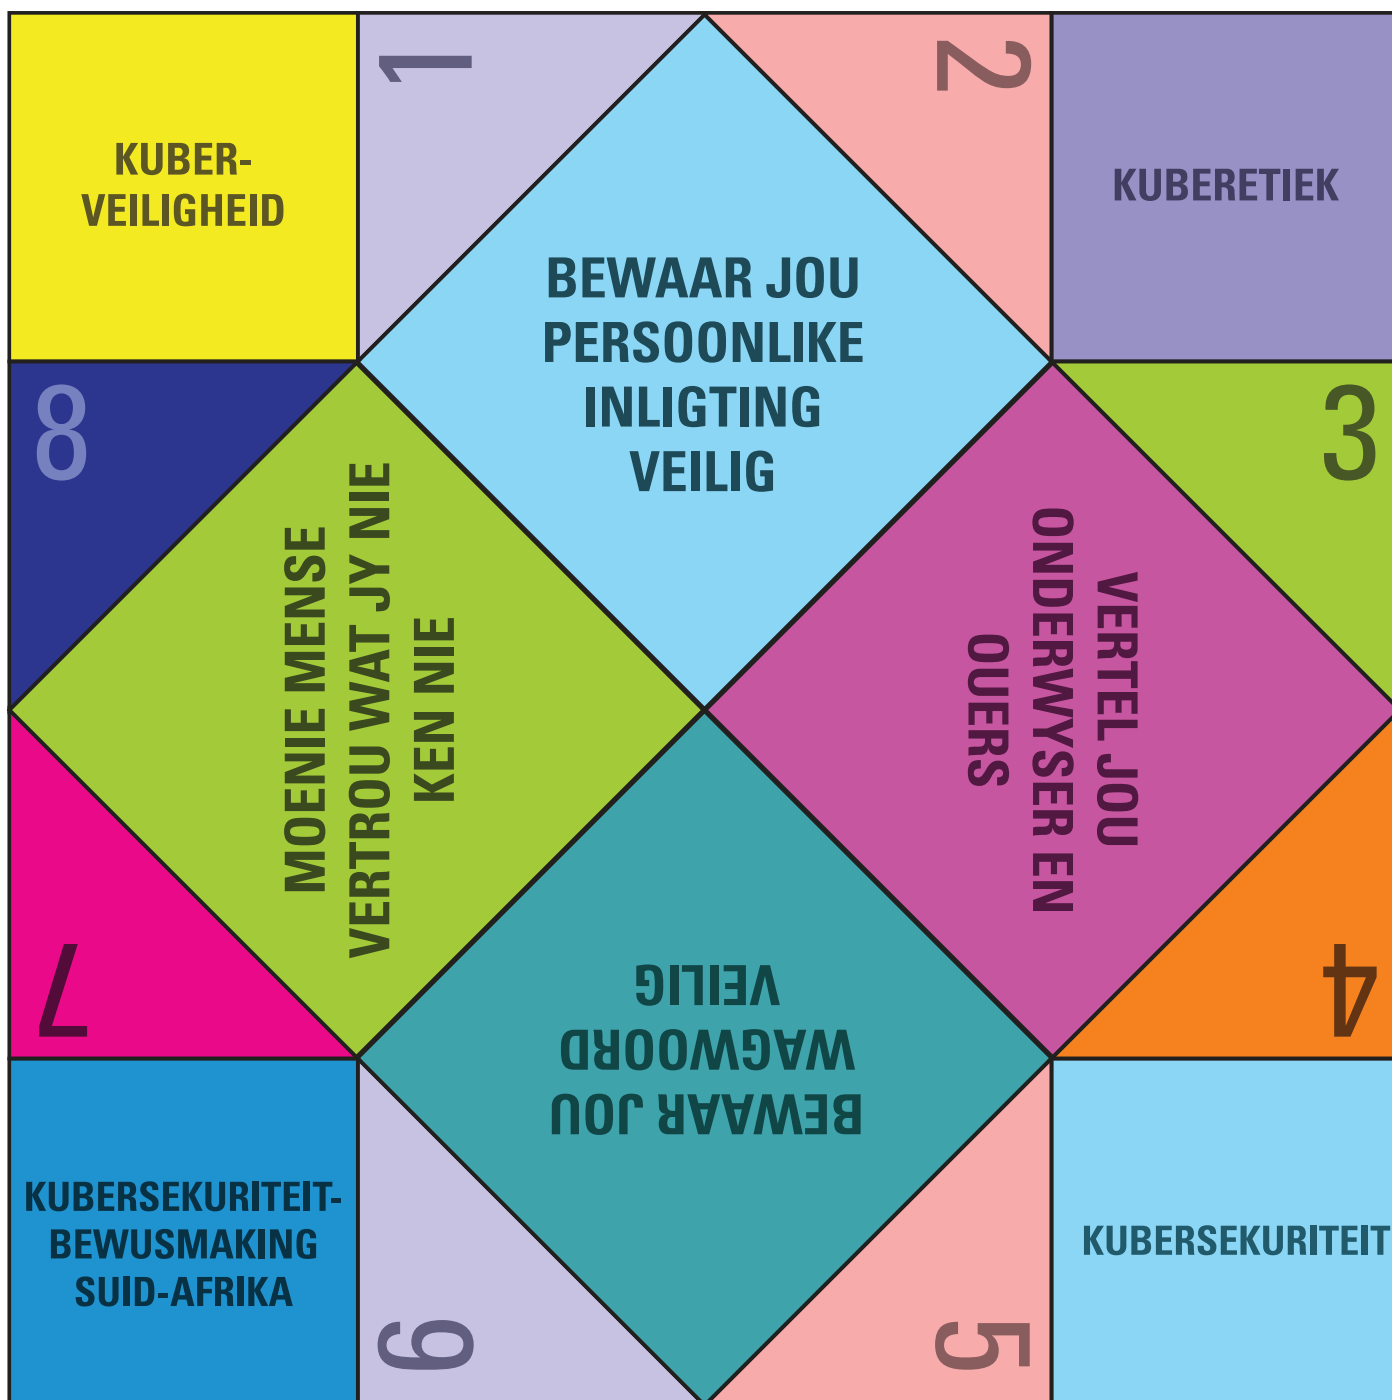 1
2
KUBER-
VEILIGHEID
KUBERETIEK
BEWAAR JOU
PERSOONLIKE
INLIGTING
VEILIG
8
3
MOENIE MENSE
VERTROU WAT JY NIE
KEN NIE
VERTEL JOU
ONDERWYSER EN
OUERS
7
4
BEWAAR JOU
WAGWOORD
VEILIG
KUBERSEKURITEIT-
BEWUSMAKING
SUID-AFRIKA
KUBERSEKURITEIT
6
5